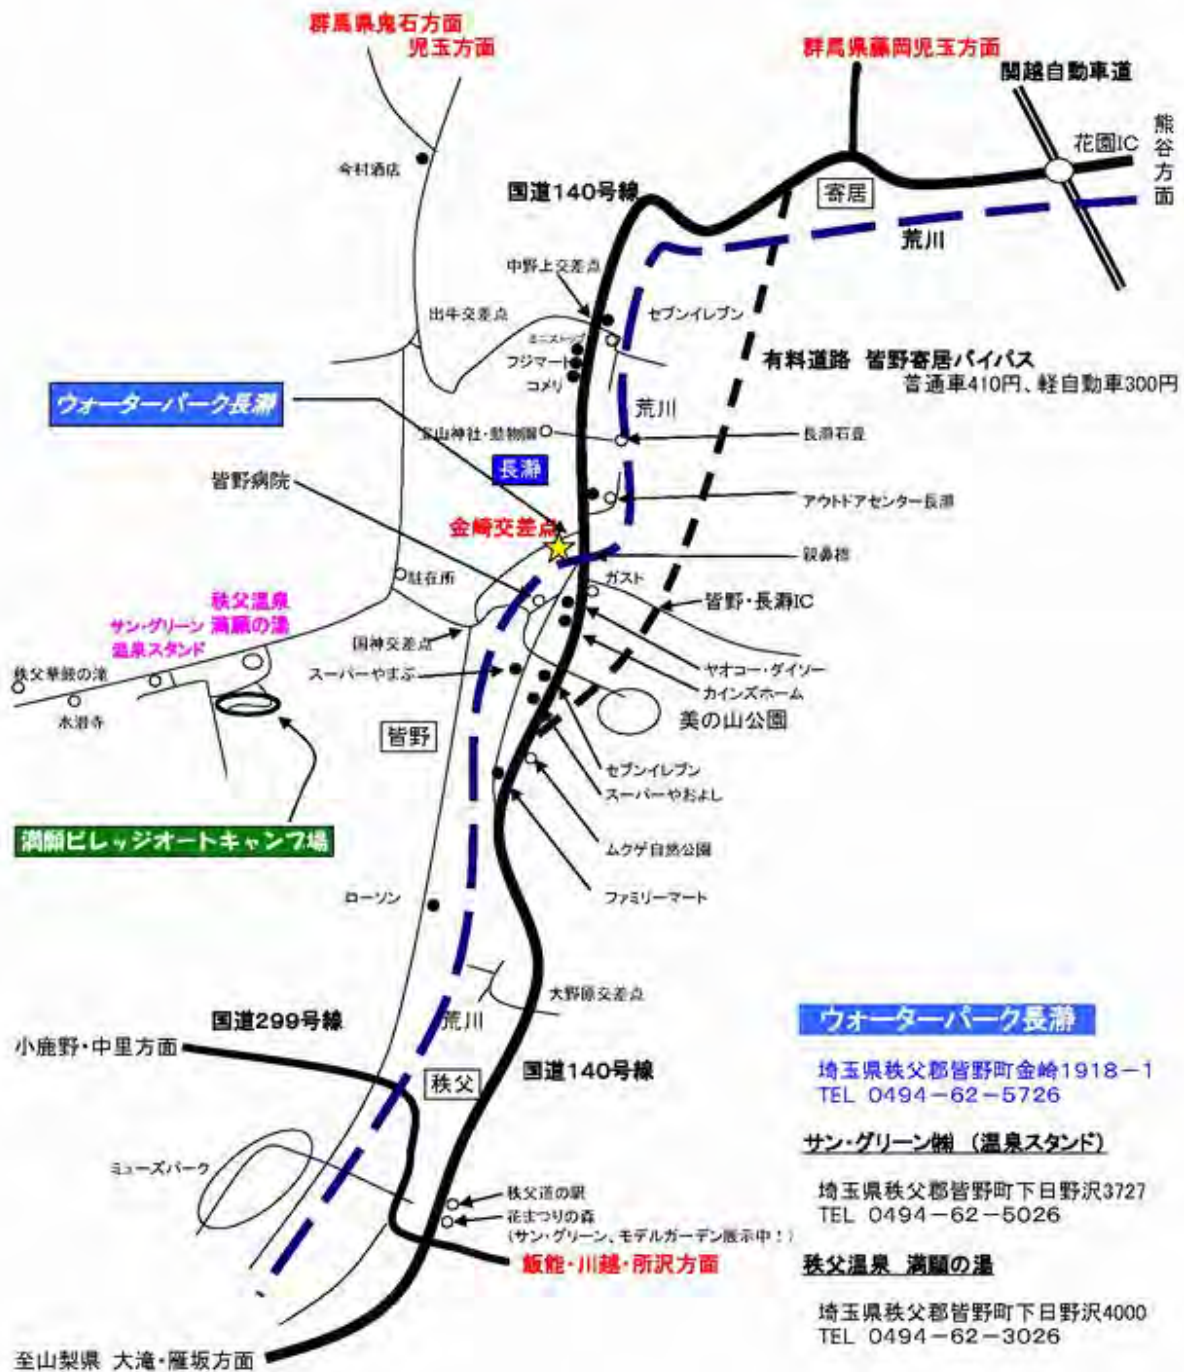 群馬県鬼石方面
児玉方面
群馬県藤岡児玉方面
関越自動車道
花園IC
熊谷方面
今村酒店
国道140号線
寄居
荒川
中野上交差点
出牛交差点
セブンイレブン
ミニストップ
フジマート
コメリ
有料道路 皆野寄居バイパス
普通車410円、軽自動車300円
ウォーターパーク長瀞
荒川
宝山神社・動物園
長瀞石畳
長瀞
皆野病院
アウトドアセンター長瀞
金崎交差点
親鼻橋
駐在所
ガスト
秩父温泉
満願の湯
サン・グリーン
温泉スタンド
皆野・長瀞IC
国神交差点
秩父華厳の滝
スーパーやまぶ
ヤオコー・ダイソー
カインズホーム
水潜寺
美の山公園
皆野
セブンイレブン
スーパーやおよし
満願ビレッジオートキャンプ場
ムクゲ自然公園
ローソン
ファミリーマート
大野原交差点
国道299号線
荒川
小鹿野・中里方面
秩父
国道140号線
ミューズパーク
秩父道の駅
花まつりの森
(サン・グリーン、モデルガーデン展示中!)
飯能・川越・所沢方面
至山梨県 大滝・雁坂方面
ウォーターパーク長瀞
埼玉県秩父郡皆野町金崎1918-1
TEL 0494-62-5726
サン・グリーン㈱ (温泉スタンド)
埼玉県秩父郡皆野町下日野沢3727
TEL 0494-62-5026
秩父温泉 満願の湯
埼玉県秩父郡皆野町下日野沢4000
TEL 0494-62-3026